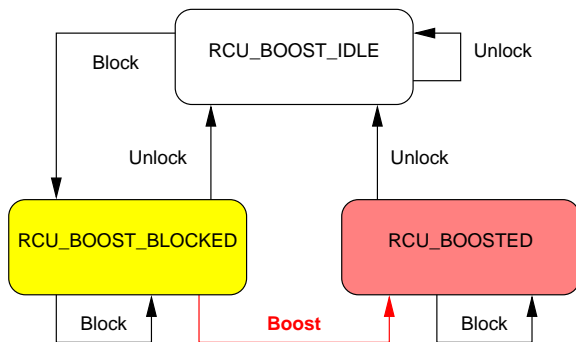 RCU_BOOST_IDLE
Unlock
Block
Unlock
Unlock
RCU_BOOST_BLOCKED
RCU_BOOSTED
Block
Boost
Block